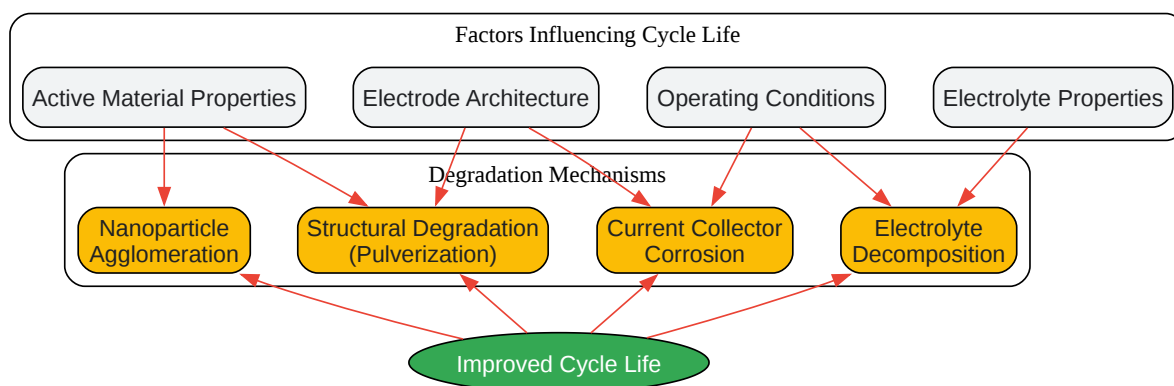 Factors Influencing Cycle Life
Active Material Properties
Electrode Architecture
Operating Conditions
Electrolyte Properties
Degradation Mechanisms
Nanoparticle
Agglomeration
Structural Degradation
(Pulverization)
Current Collector
Corrosion
Electrolyte
Decomposition
Improved Cycle Life